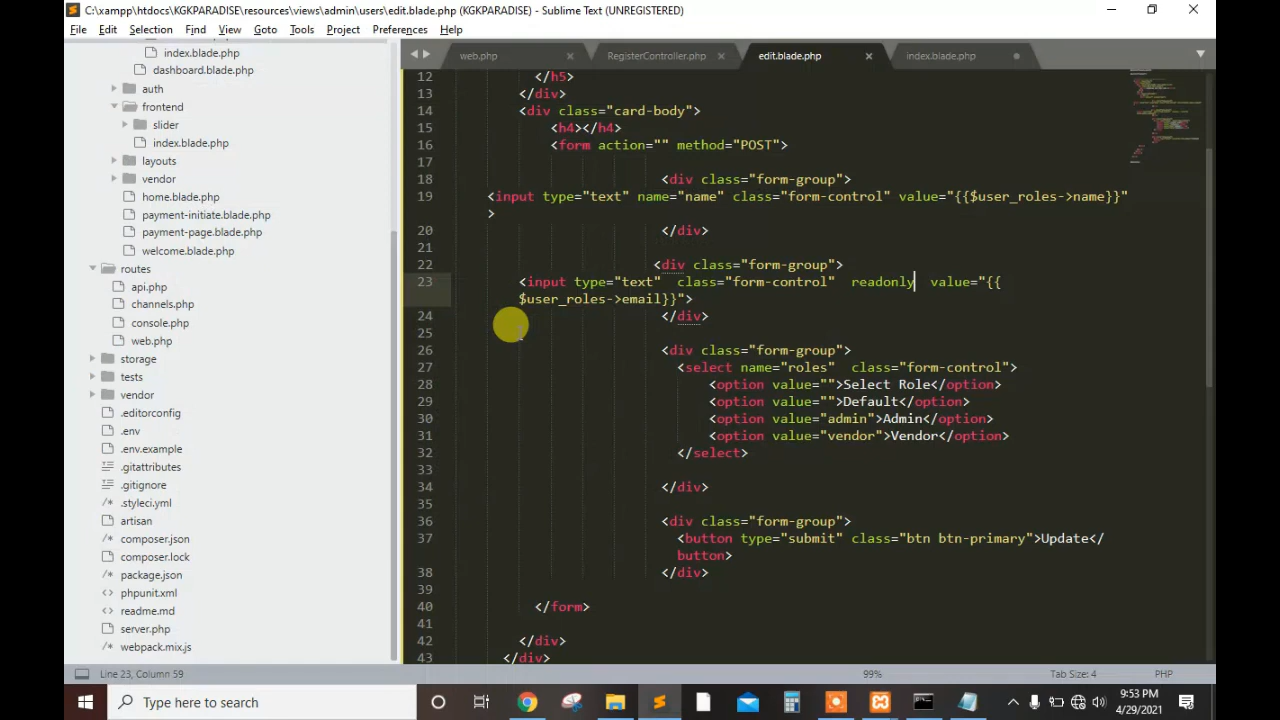 C:\xampp\htdocs\KGKPARADISE\resources\views\admin\users\edit.blade.php (KGKPARADISE) - Sublime Text (UNREGISTERED)
File Edit Selection Find View Goto Tools Project Preferences Help
index.blade.php
dashboard.blade.php
auth
frontend
slider
index.blade.php
layouts
vendor
home.blade.php
payment-initiate.blade.php
payment-page.blade.php
welcome.blade.php
routes
api.php
channels.php
console.php
web.php
storage
tests
vendor
.editorconfig
.env
.env.example
.gitattributes
.gitignore
.styleci.yml
artisan
composer.json
composer.lock
package.json
phpunit.xml
readme.md
server.php
webpack.mix.js
web.php RegisterController.php edit.blade.php index.blade.php
12 </h5>
13 </div>
14 <div class="card-body">
15 <h4></h4>
16 <form action="" method="POST">
17
18 <div class="form-group">
19 <input type="text" name="name" class="form-control" value="{{$user_roles->name}}"
>
20 </div>
21
22 <div class="form-group">
23 <input type="text" class="form-control" readonly value="{{
$user_roles->email}}">
24 </div>
25
26 <div class="form-group">
27 <select name="roles" class="form-control">
28 <option value="">Select Role</option>
29 <option value="">Default</option>
30 <option value="admin">Admin</option>
31 <option value="vendor">Vendor</option>
32 </select>
33
34 </div>
35
36 <div class="form-group">
37 <button type="submit" class="btn btn-primary">Update</
button>
38 </div>
39
40 </form>
41
42 </div>
43 </div>
Line 23, Column 59 99% Tab Size: 4 PHP
Type here to search
9:53 PM
4/29/2021